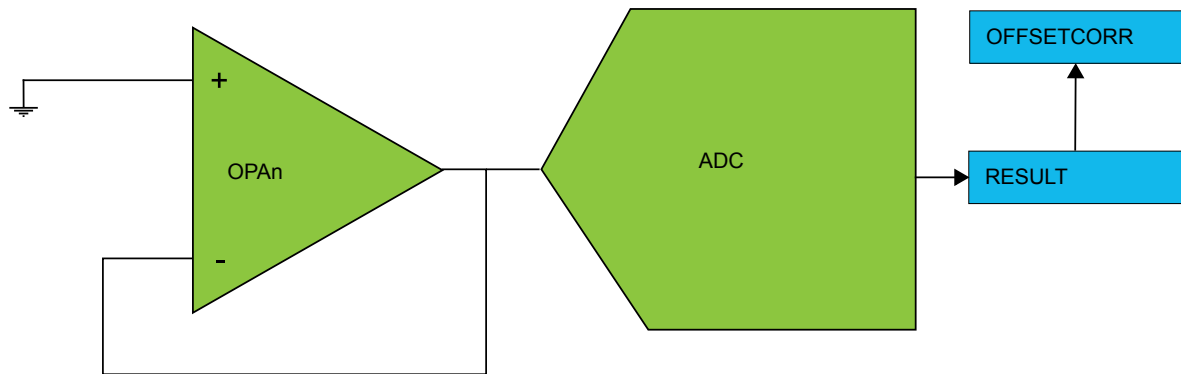 OFFSETCORR
+
ADC
OPAn
RESULT
-